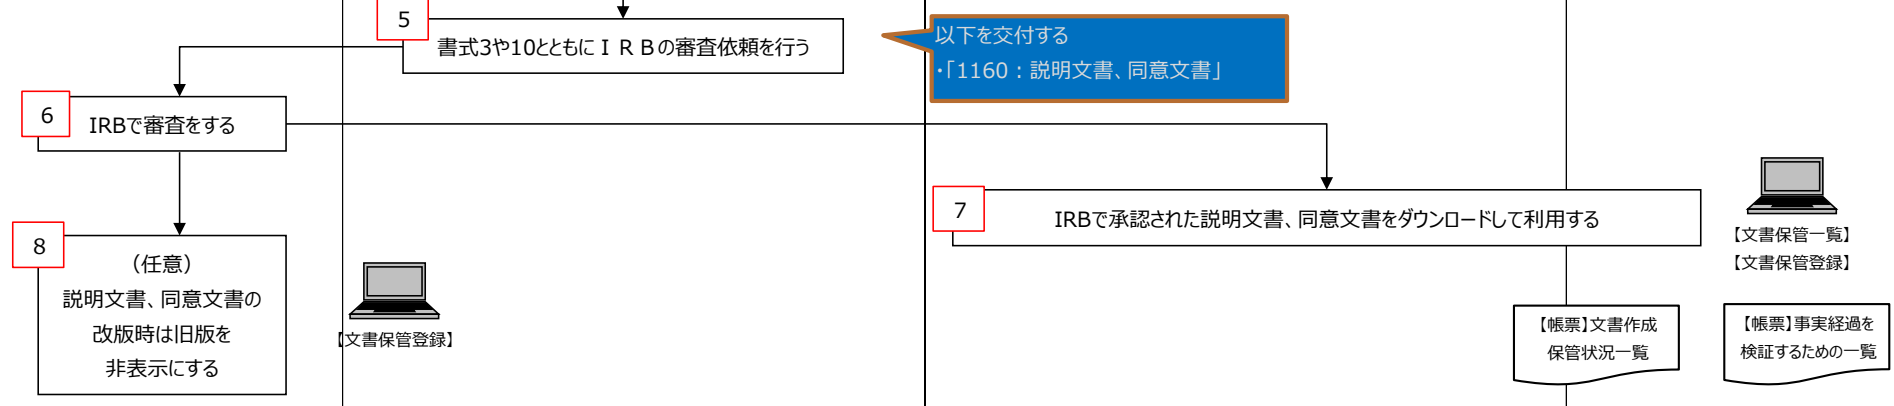 5
書式3や10とともにＩＲＢの審査依頼を行う
以下を交付する
・「1160：説明文書、同意文書」
6
IRBで審査をする
7
IRBで承認された説明文書、同意文書をダウンロードして利用する
【文書保管一覧】
【文書保管登録】
8
（任意）
説明文書、同意文書の
改版時は旧版を
非表示にする
【文書保管登録】
【帳票】文書作成
保管状況一覧
【帳票】事実経過を
検証するための一覧